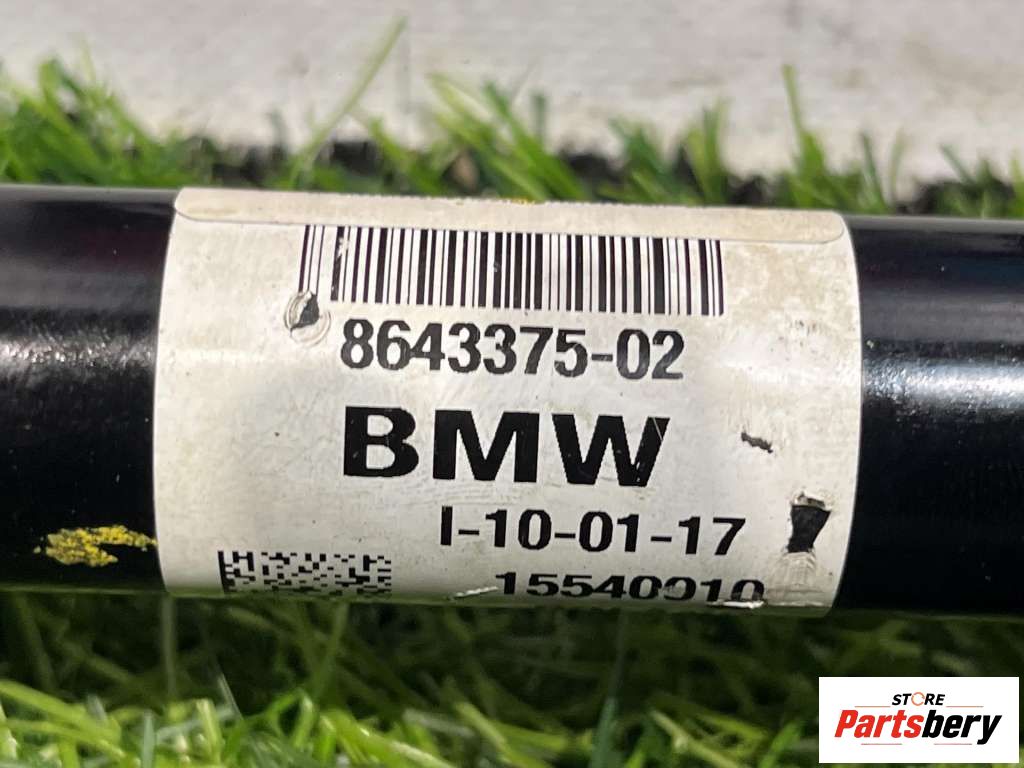 8643375-02
BMW
I-10-01-17
15540010
STORE
Partsbery